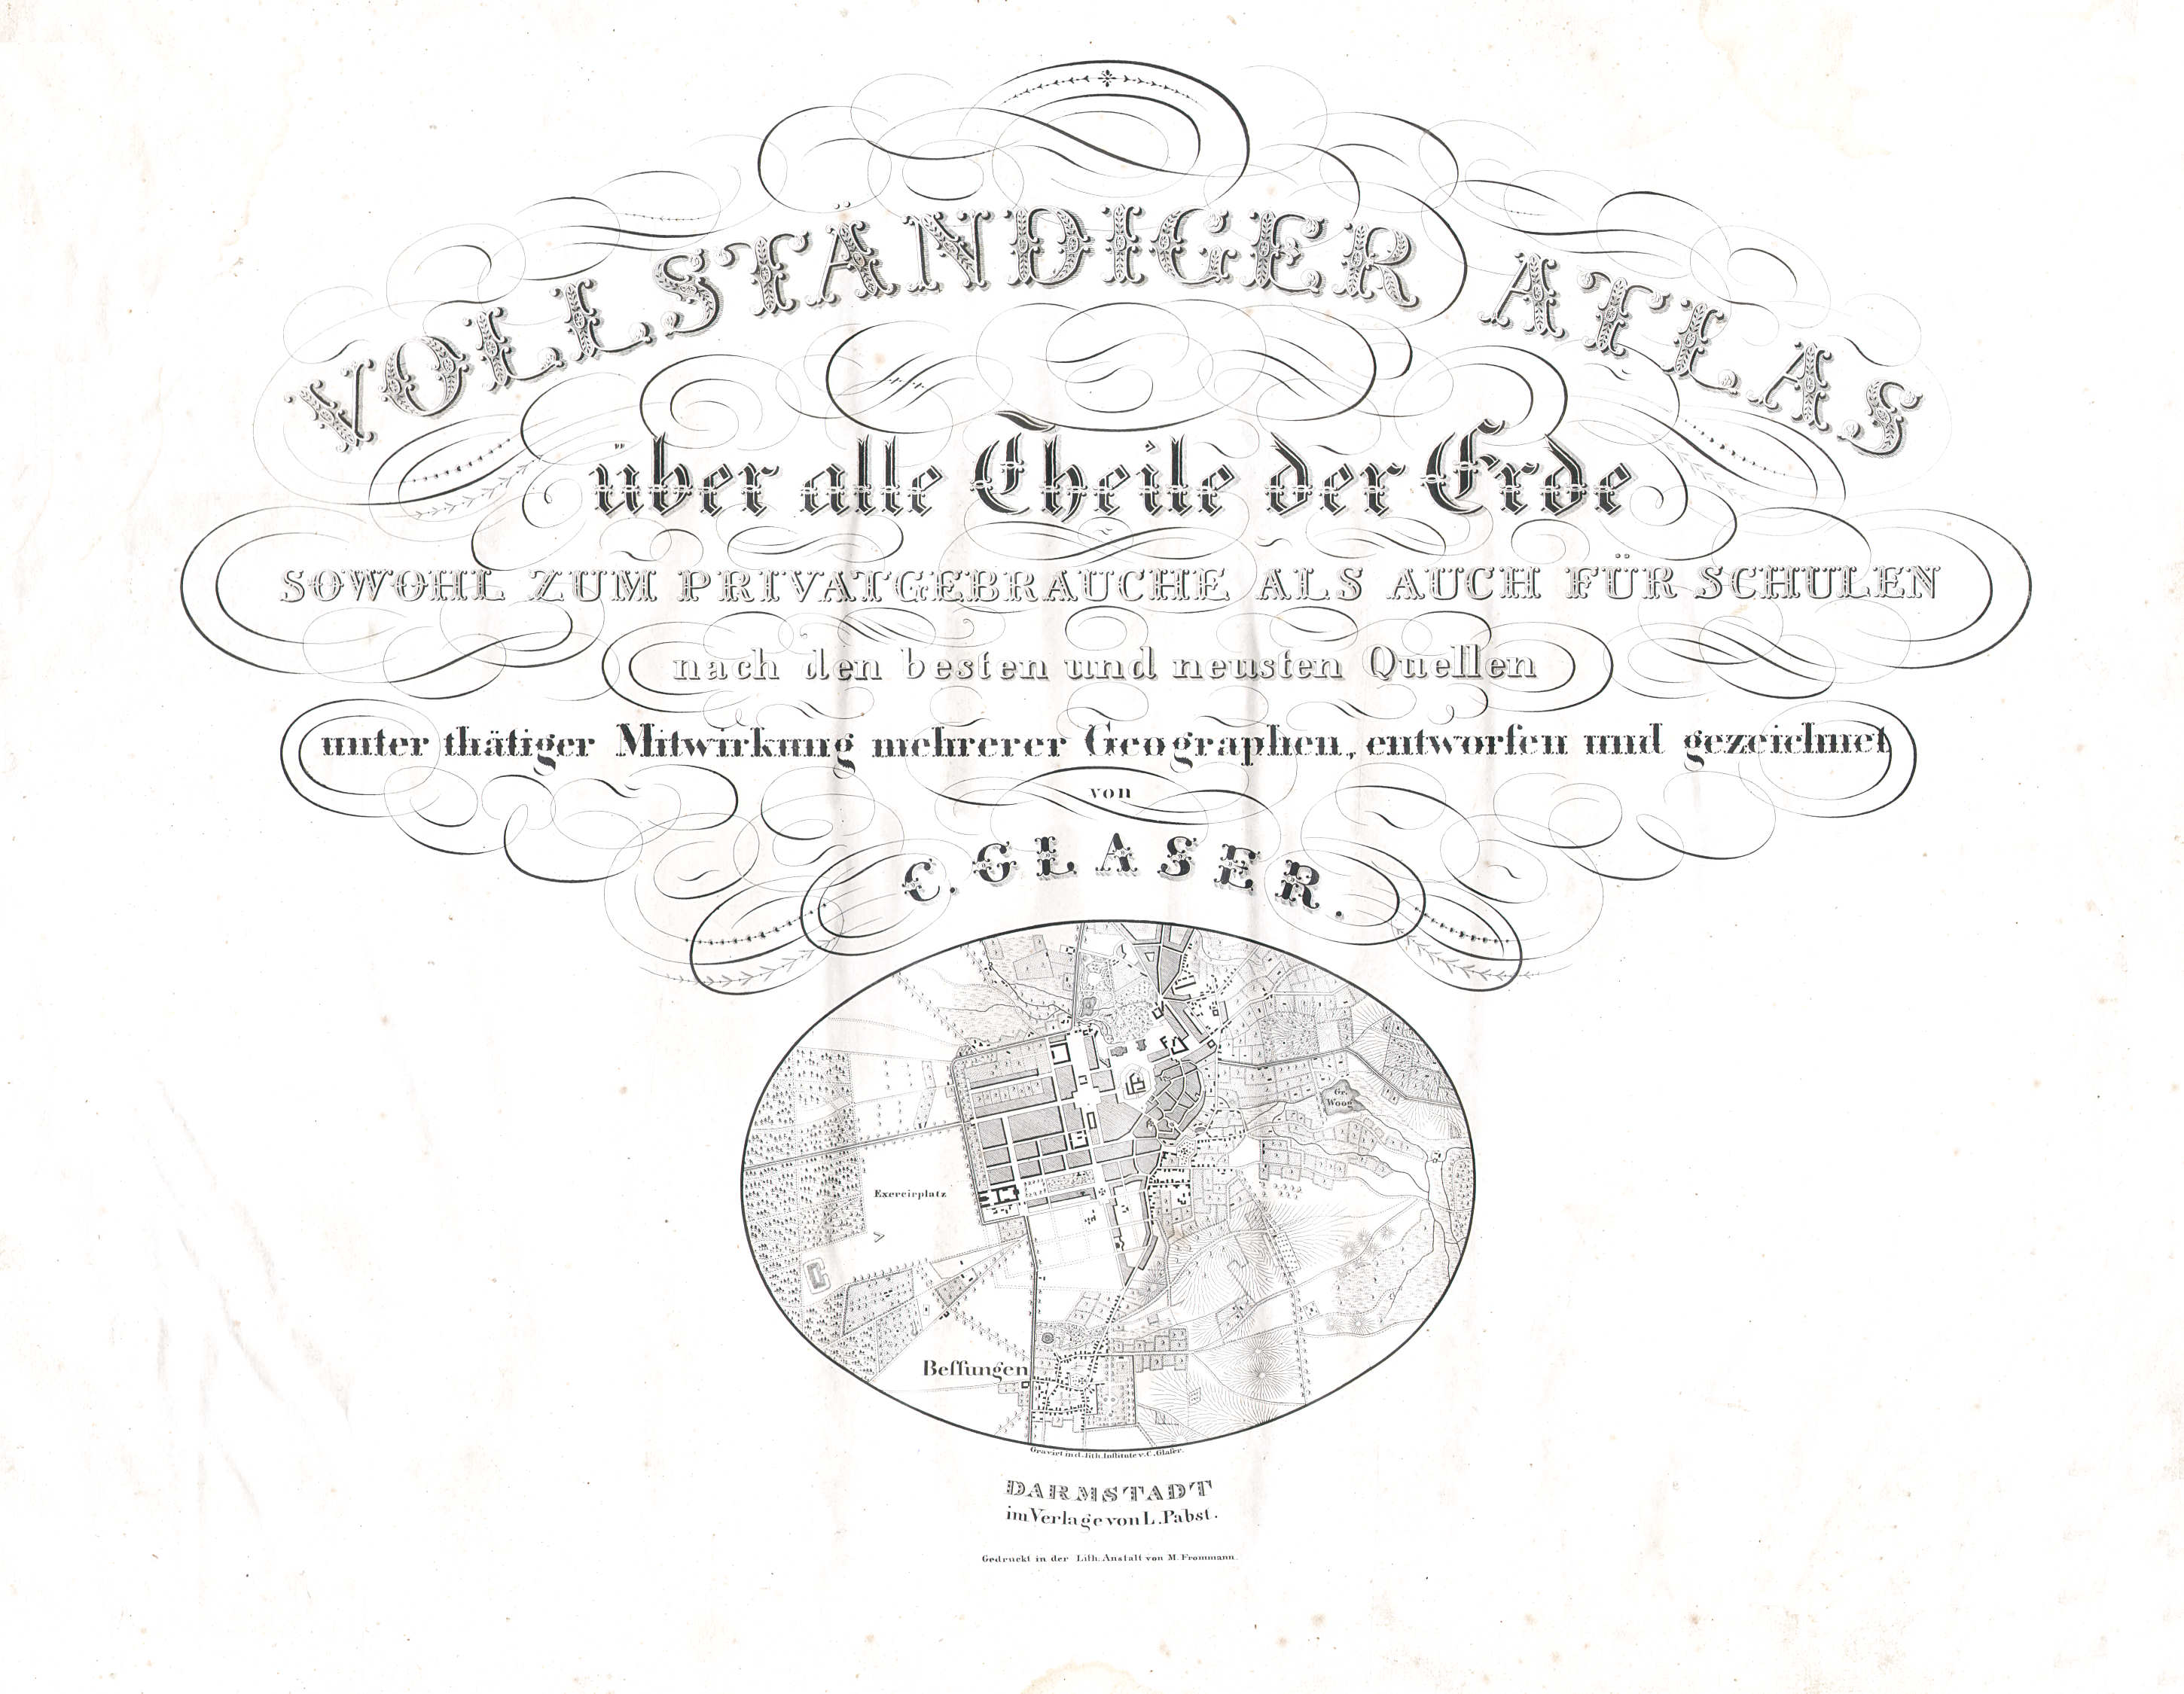 VOLLSTÄNDIGER ATLAS
über alle Theile der Erde
SOWOHL ZUM PRIVATGEBRAUCHE ALS AUCH FÜR SCHULEN
nach den besten und neusten Quellen
unter thätiger Mitwirkung mehrerer Geographen, entworfen und gezeichnet
von
C. GLASER.
Gr. Woog
Exercirplatz
Beſſungen
Gravirt in d. lith. Inſtitute v. C. Glaſer.
DARMSTADT
im Verlage von L. Pabst.
Gedruckt in der Lith. Anstalt von M. Frommann.